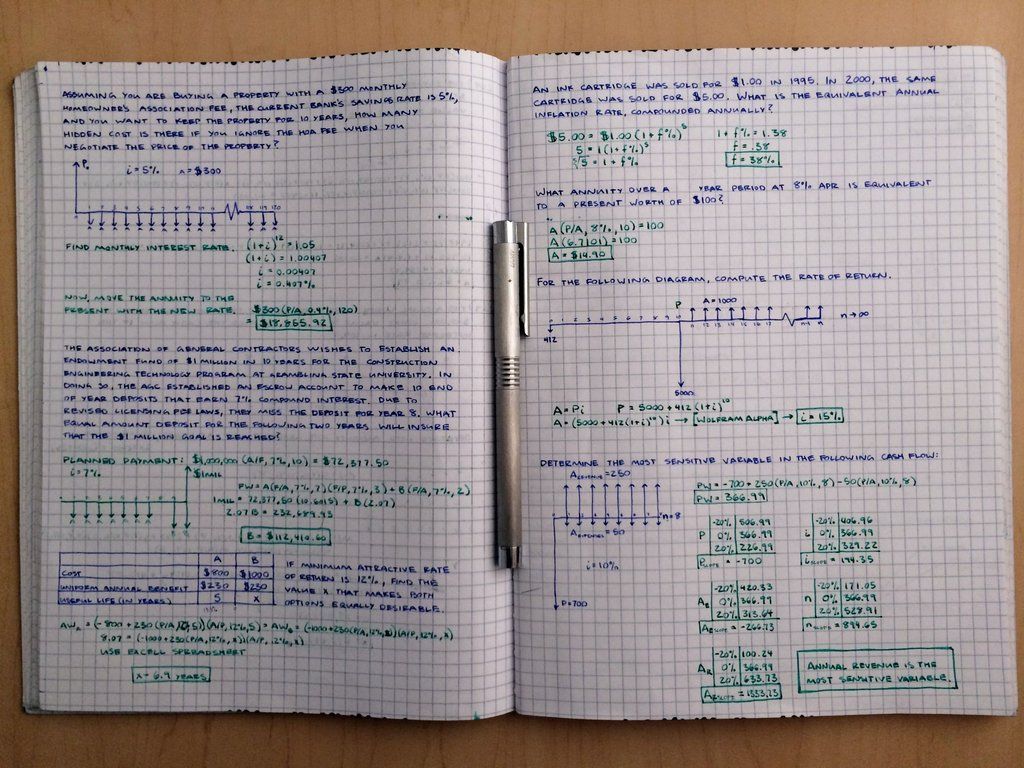 ASSUMING YOU ARE BUYING A PROPERTY WITH A $300 MONTHLY
HOMEOWNER'S ASSOCIATION FEE, THE CURRENT BANK'S SAVINGS RATE IS 5%,
AND YOU WANT TO KEEP THE PROPERTY FOR 10 YEARS, HOW MANY
HIDDEN COST IS THERE IF YOU IGNORE THE HOA FEE WHEN YOU
NEGOTIATE THE PRICE OF THE PROPERTY?
i = 5% A = $300
FIND MONTHLY INTEREST RATE. (1+i)^12 = 1.05
(1+i) = 1.00407
i = 0.00407
i = 0.407%
NOW, MOVE THE ANNUITY TO THE
PRESENT WITH THE NEW RATE. $300(P/A, 0.4%, 120)
= $18,865.92
THE ASSOCIATION OF GENERAL CONTRACTORS WISHES TO ESTABLISH AN
ENDOWMENT FUND OF $1 MILLION IN 10 YEARS FOR THE CONSTRUCTION
ENGINEERING TECHNOLOGY PROGRAM AT GRAMBLING STATE UNIVERSITY. IN
DOING SO, THE AGC ESTABLISHED AN ESCROW ACCOUNT TO MAKE 10 END
OF YEAR DEPOSITS THAT EARN 7% COMPOUND INTEREST. DUE TO
REVISED LICENSING FEE LAWS, THEY MISS THE DEPOSIT FOR YEAR 8. WHAT
EQUAL AMOUNT DEPOSIT FOR THE FOLLOWING TWO YEARS WILL INSURE
THAT THE $1 MILLION GOAL IS REACHED?
PLANNED PAYMENT: $1,000,000 (A/F, 7%, 10) = $72,377.50
i = 7% $1MIL
FW = A(F/A, 7%, 7)(F/P, 7%, 3) + B(F/A, 7%, 2)
1MIL = 72,377.50 (10.6015) + B (2.07)
2.07B = 232,689.93
B = $112,410.60
A B
COST $800 $1000
UNIFORM ANNUAL BENEFIT $230 $230
USEFUL LIFE (IN YEARS) 5 X
IF MINIMUM ATTRACTIVE RATE
OF RETURN IS 12%, FIND THE
VALUE X THAT MAKES BOTH
OPTIONS EQUALLY DESIREABLE.
AW_A = (-800 + 230 (P/A, 12%, 5))(A/P, 12%, 5) = AW_B = (-1000+230(P/A, 12%, X))(A/P, 12%, X)
8.07 = (-1000+230(P/A, 12%, X))(A/P, 12%, X)
USE EXCELL SPREADSHEET
X = 6.9 YEARS
AN INK CARTRIDGE WAS SOLD FOR $1.00 IN 1995. IN 2000, THE SAME
CARTRIDGE WAS SOLD FOR $5.00. WHAT IS THE EQUIVALENT ANNUAL
INFLATION RATE, COMPOUNDED ANNUALLY?
$5.00 = $1.00 (1+f%)^5 1+f% = 1.38
5 = 1(1+f%)^5 f = .38
⁵√5 = 1+f% f = 38%
WHAT ANNUITY OVER A YEAR PERIOD AT 8% APR IS EQUIVALENT
TO A PRESENT WORTH OF $100?
A(P/A, 8%, 10) = 100
A(6.7101) = 100
A = $14.90
FOR THE FOLLOWING DIAGRAM, COMPUTE THE RATE OF RETURN.
P A = 1000
n → ∞
412
5000
A = Pi P = 5000 + 412 (1+i)^10
A = (5000+412(1+i)^10)i → [WOLFRAM ALPHA] → i = 15%
DETERMINE THE MOST SENSITIVE VARIABLE IN THE FOLLOWING CASH FLOW:
A_REVENUE = 250
PW = -700 + 250 (P/A, 10%, 8) - 50 (P/A, 10%, 8)
PW = 366.99
n = 8
A_EXPENSES = 50
i = 10%
P = 700
P -20% 506.99
0% 366.99
20% 226.99
P_SLOPE = -700
i -20% 406.96
0% 366.99
20% 329.22
i_SLOPE = -194.35
A_E -20% 420.33
0% 366.99
20% 313.64
A_E SLOPE = -266.73
n -20% 171.05
0% 366.99
20% 528.91
n_SLOPE = 894.65
A_R -20% 100.24
0% 366.99
20% 633.73
A_R SLOPE = 1333.73
ANNUAL REVENUE IS THE
MOST SENSITIVE VARIABLE.